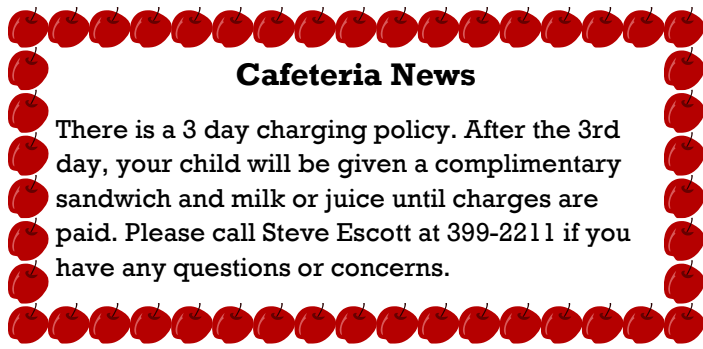 Cafeteria News
There is a 3 day charging policy. After the 3rd
day, your child will be given a complimentary
sandwich and milk or juice until charges are
paid. Please call Steve Escott at 399-2211 if you
have any questions or concerns.